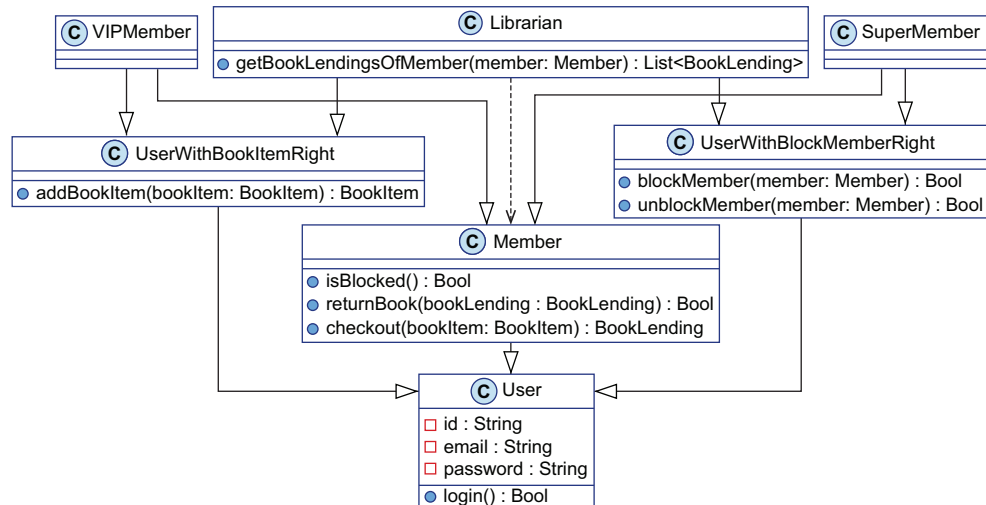 C VIPMember
C Librarian
getBookLendingsOfMember(member: Member) : List<BookLending>
C SuperMember
C UserWithBookItemRight
addBookItem(bookItem: BookItem) : BookItem
C UserWithBlockMemberRight
blockMember(member: Member) : Bool
unblockMember(member: Member) : Bool
C Member
isBlocked() : Bool
returnBook(bookLending : BookLending) : Bool
checkout(bookItem: BookItem) : BookLending
C User
id : String
email : String
password : String
login() : Bool